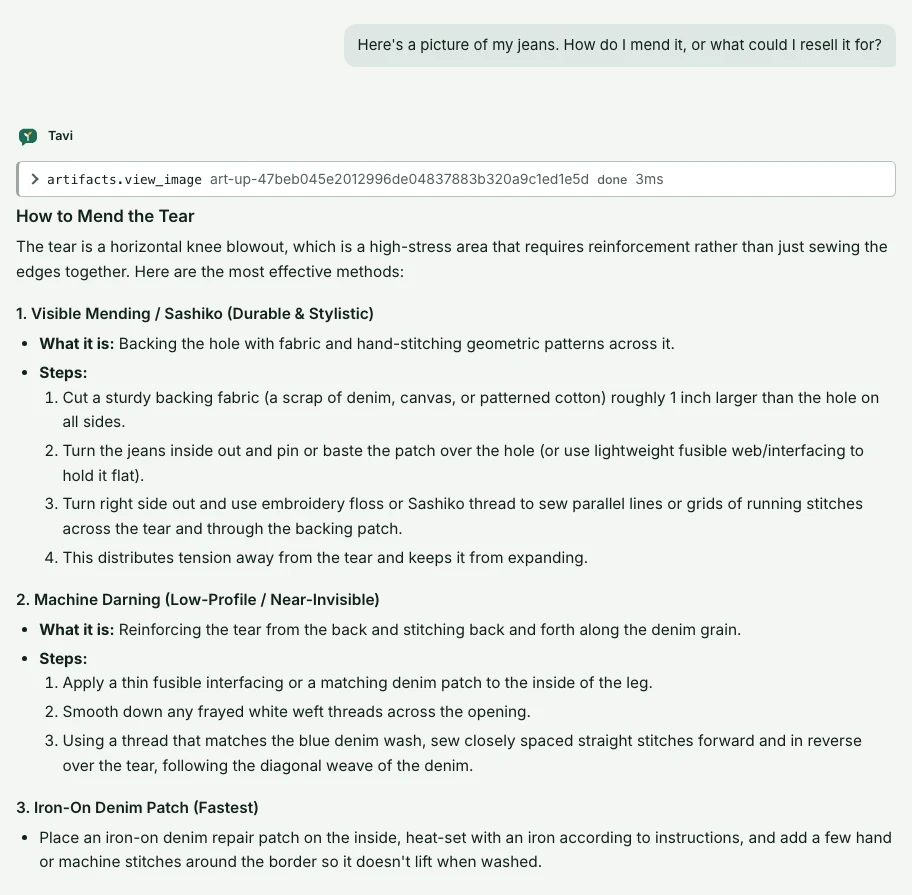 Here's a picture of my jeans. How do I mend it, or what could I resell it for?
Tavi
artifacts.view_image art-up-47beb045e2012996de04837883b320a9c1ed1e5d done 3ms
How to Mend the Tear
The tear is a horizontal knee blowout, which is a high-stress area that requires reinforcement rather than just sewing the
edges together. Here are the most effective methods:
1. Visible Mending / Sashiko (Durable & Stylistic)
• What it is: Backing the hole with fabric and hand-stitching geometric patterns across it.
• Steps:
1. Cut a sturdy backing fabric (a scrap of denim, canvas, or patterned cotton) roughly 1 inch larger than the hole on
all sides.
2. Turn the jeans inside out and pin or baste the patch over the hole (or use lightweight fusible web/interfacing to
hold it flat).
3. Turn right side out and use embroidery floss or Sashiko thread to sew parallel lines or grids of running stitches
across the tear and through the backing patch.
4. This distributes tension away from the tear and keeps it from expanding.
2. Machine Darning (Low-Profile / Near-Invisible)
• What it is: Reinforcing the tear from the back and stitching back and forth along the denim grain.
• Steps:
1. Apply a thin fusible interfacing or a matching denim patch to the inside of the leg.
2. Smooth down any frayed white weft threads across the opening.
3. Using a thread that matches the blue denim wash, sew closely spaced straight stitches forward and in reverse
over the tear, following the diagonal weave of the denim.
3. Iron-On Denim Patch (Fastest)
• Place an iron-on denim repair patch on the inside, heat-set with an iron according to instructions, and add a few hand
or machine stitches around the border so it doesn't lift when washed.